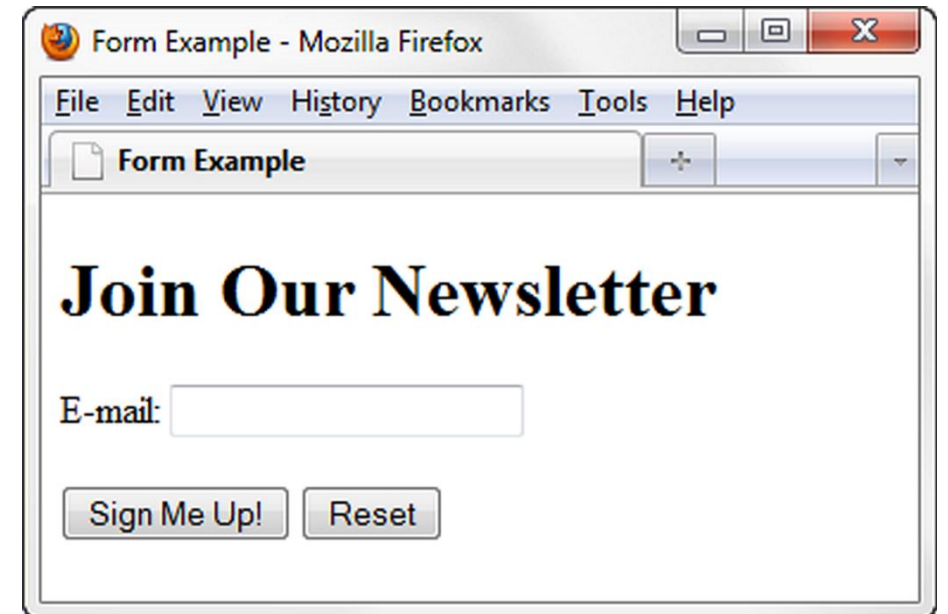 Form Example - Mozilla Firefox
File Edit View History Bookmarks Tools Help
Form Example
Join Our Newsletter
E-mail:
Sign Me Up! Reset